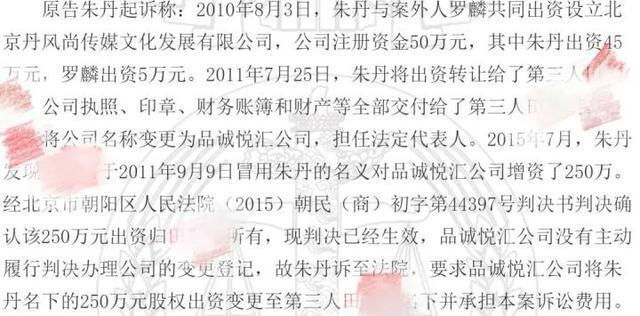 原告朱丹起诉称：2010年8月3日，朱丹与案外人罗麟共同出资设立北
京丹风尚传媒文化发展有限公司，公司注册资金50万元，其中朱丹出资45
万元，罗麟出资5万元。2011年7月25日，朱丹将出资转让给了第三人
公司执照、印章、财务账簿和财产等全部交付给了第三人田
将公司名称变更为品诚悦汇公司，担任法定代表人。2015年7月，朱丹
发现 于2011年9月9日冒用朱丹的名义对品诚悦汇公司增资了250万。
经北京市朝阳区人民法院（2015）朝民（商）初字第44397号判决书判决确
认该250万元出资归田 所有，现判决已经生效，品诚悦汇公司没有主动
履行判决办理公司的变更登记，故朱丹诉至法院，要求品诚悦汇公司将朱
丹名下的250万元股权出资变更至第三人田 名下并承担本案诉讼费用。